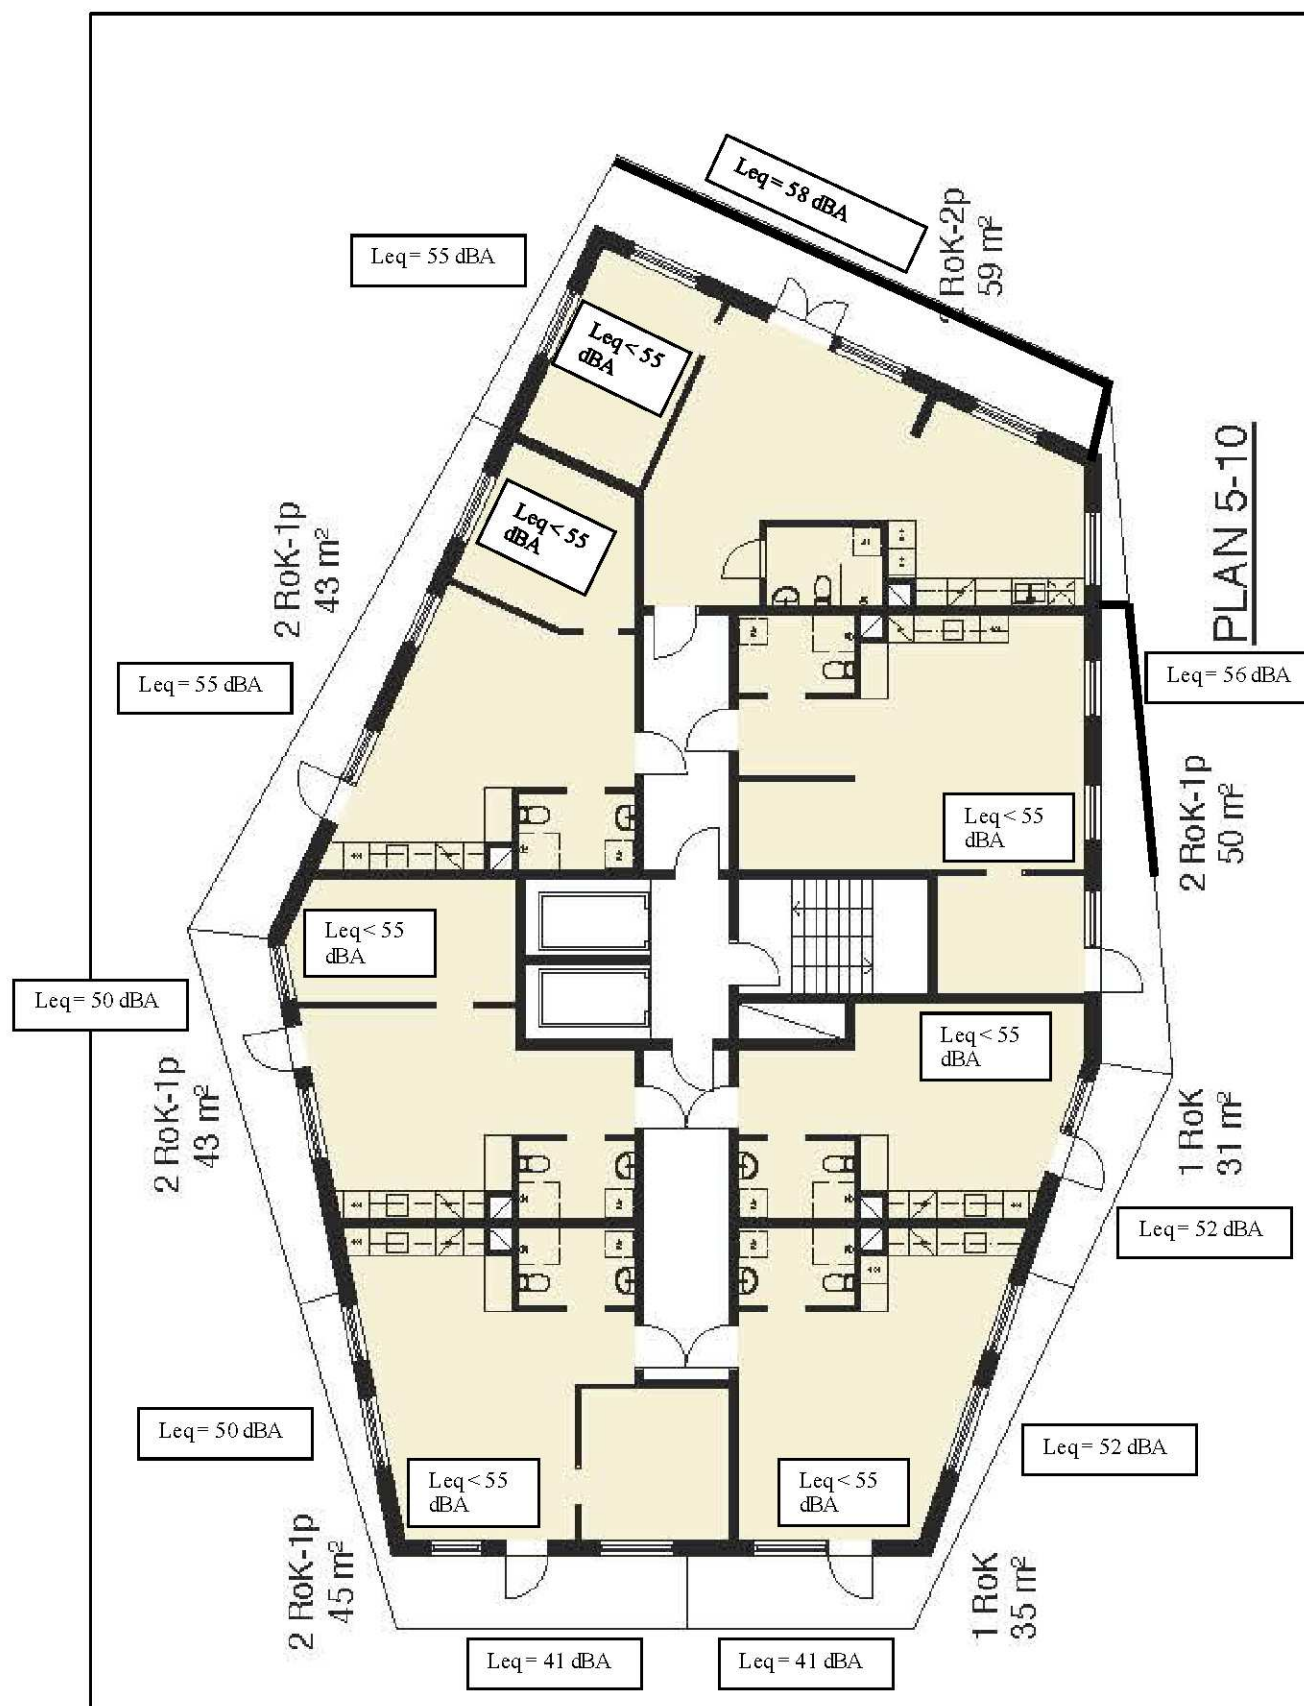 Leq = 58 dBA
RoK-2p
59 m²
Leq = 55 dBA
Leq < 55
dBA
PLAN 5-10
2 RoK-1p
43 m²
Leq < 55
dBA
Leq = 55 dBA
Leq = 56 dBA
2 RoK-1p
50 m²
Leq < 55
dBA
Leq < 55
dBA
Leq = 50 dBA
Leq < 55
dBA
2 RoK-1p
43 m²
1 RoK
31 m²
Leq = 52 dBA
Leq = 50 dBA
Leq = 52 dBA
Leq < 55
dBA
Leq < 55
dBA
2 RoK-1p
45 m²
1 RoK
35 m²
Leq = 41 dBA
Leq = 41 dBA